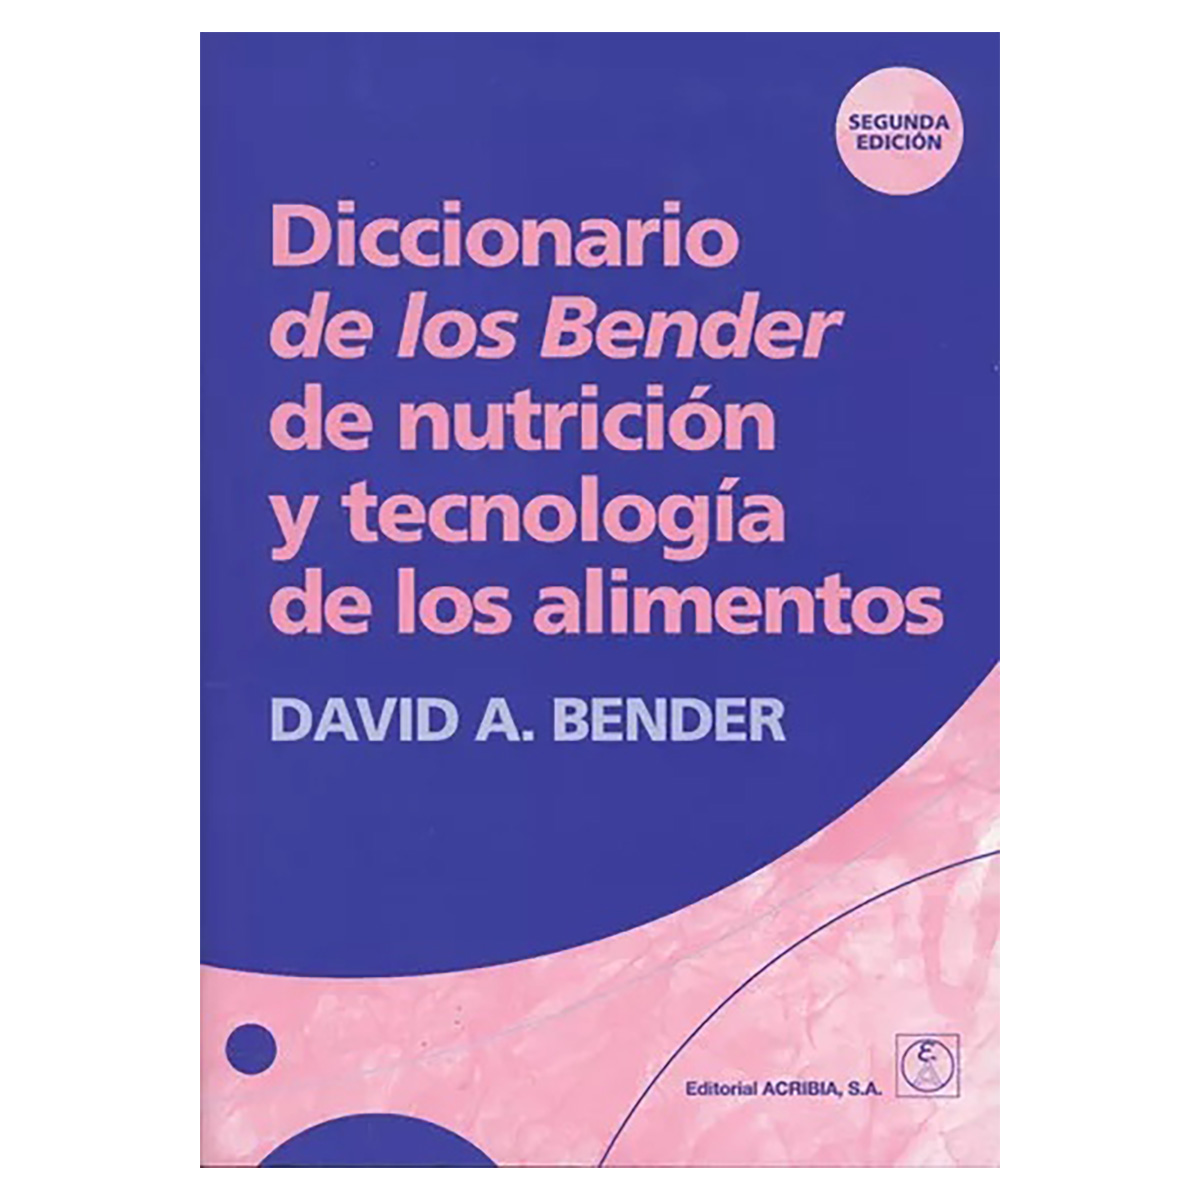 SEGUNDA
EDICIÓN
Diccionario
de los Bender
de nutrición
y tecnología
de los alimentos
DAVID A. BENDER
Editorial ACRIBIA, S.A.